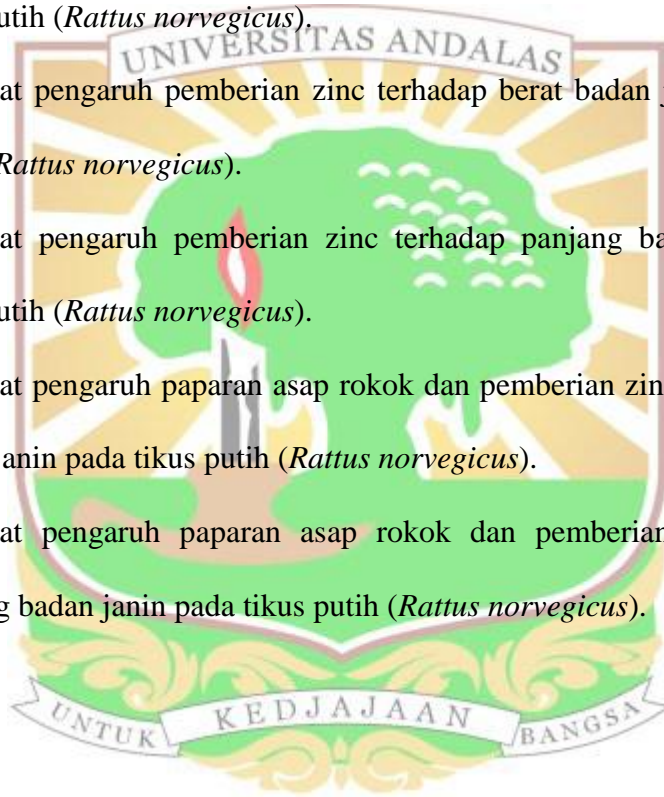 utih (Rattus norvegicus).
UNIVERSITAS ANDALAS
at pengaruh pemberian zinc terhadap berat badan j
Rattus norvegicus).
at pengaruh pemberian zinc terhadap panjang ba
utih (Rattus norvegicus).
at pengaruh paparan asap rokok dan pemberian zin
anin pada tikus putih (Rattus norvegicus).
at pengaruh paparan asap rokok dan pemberian
g badan janin pada tikus putih (Rattus norvegicus).
UNTUK KEDJAJAAN BANGSA